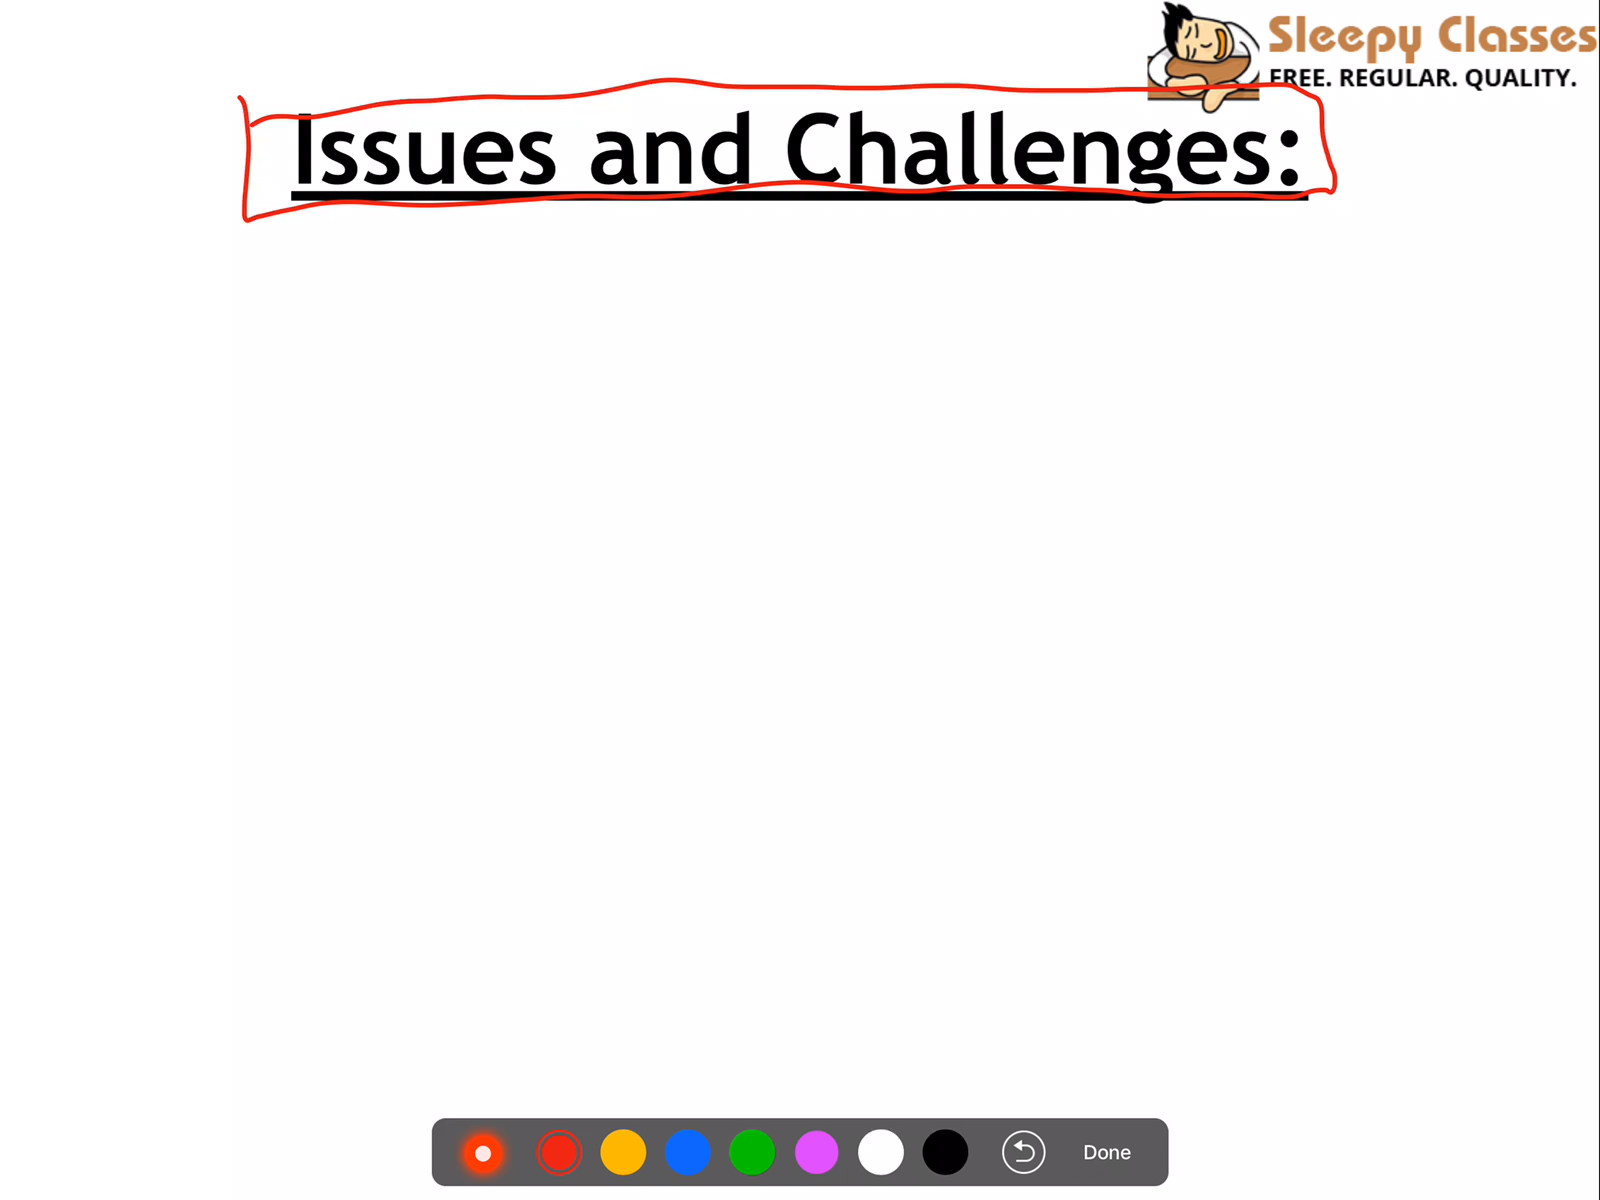 Sleepy Classes
FREE. REGULAR. QUALITY.
Issues and Challenges:
Done